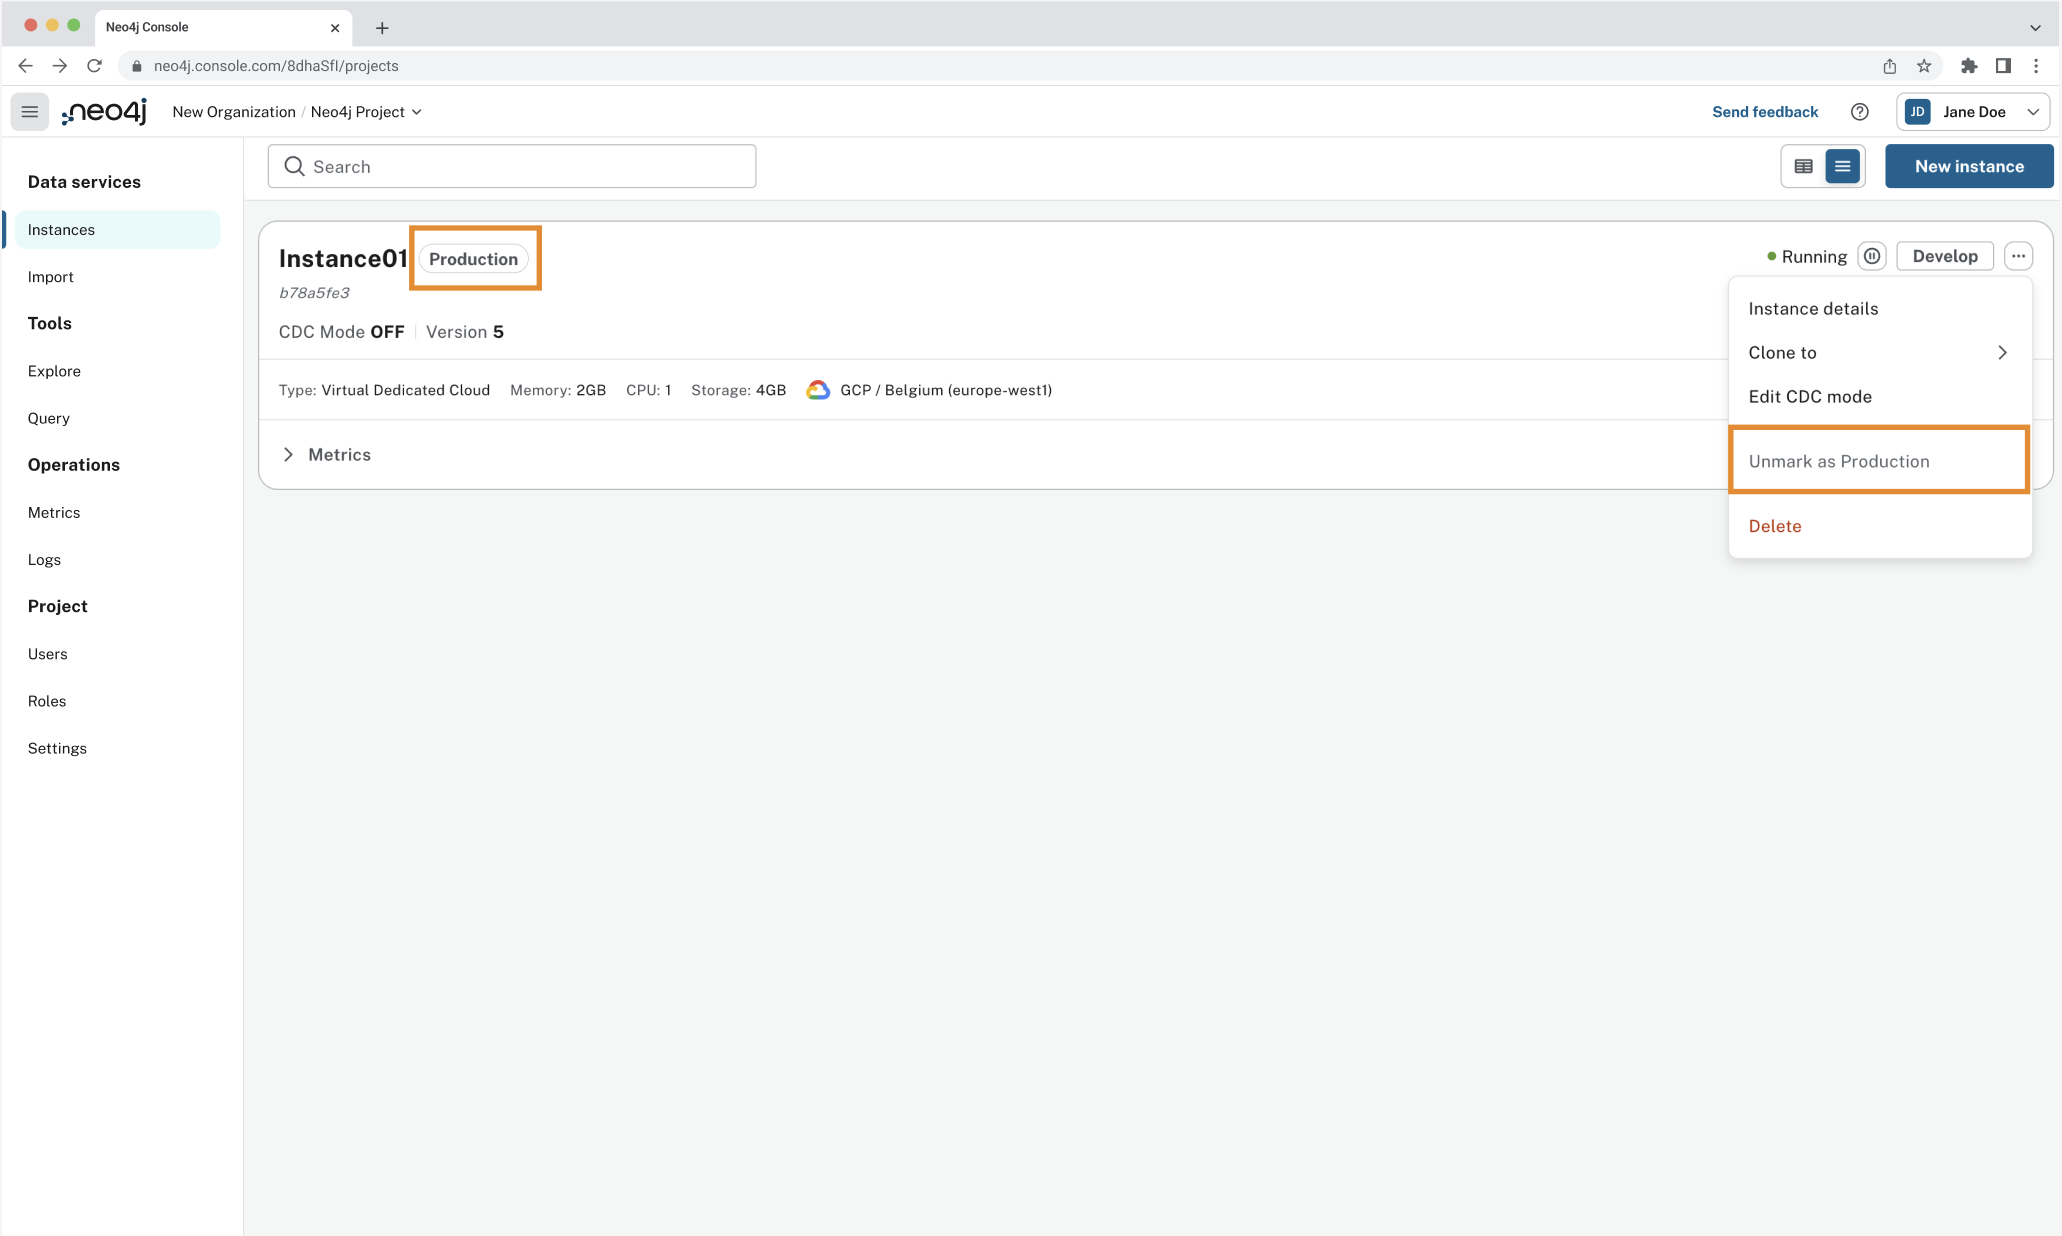 Neo4j Console
neo4j.console.com/8dhaSfl/projects
neo4j New Organization / Neo4j Project
Send feedback
JD Jane Doe
Search
New instance
Data services
Instances
Import
Tools
Explore
Query
Operations
Metrics
Logs
Project
Users
Roles
Settings
Instance01 Production
b78a5fe3
CDC Mode OFF Version 5
Type: Virtual Dedicated Cloud Memory: 2GB CPU: 1 Storage: 4GB GCP / Belgium (europe-west1)
Metrics
Running Develop
Instance details
Clone to
Edit CDC mode
Unmark as Production
Delete